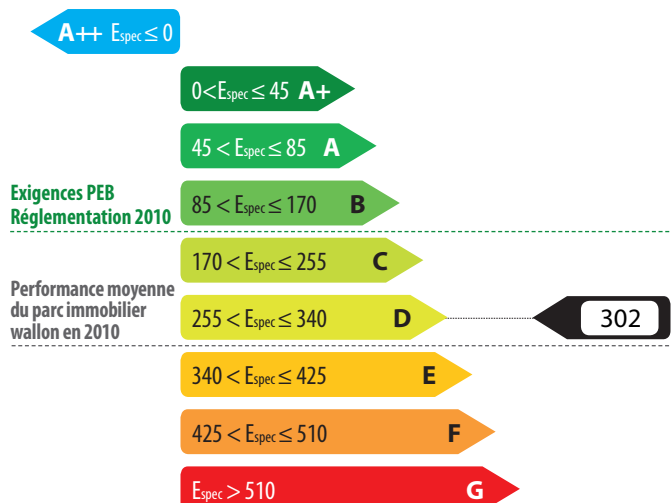 A++ Espec ≤ 0
0<Espec ≤ 45 A+
45 < Espec ≤ 85 A
Exigences PEB
Réglementation 2010
85 < Espec ≤ 170 B
170 < Espec ≤ 255 C
Performance moyenne
du parc immobilier
wallon en 2010
255 < Espec ≤ 340 D
302
340 < Espec ≤ 425 E
425 < Espec ≤ 510 F
Espec > 510 G